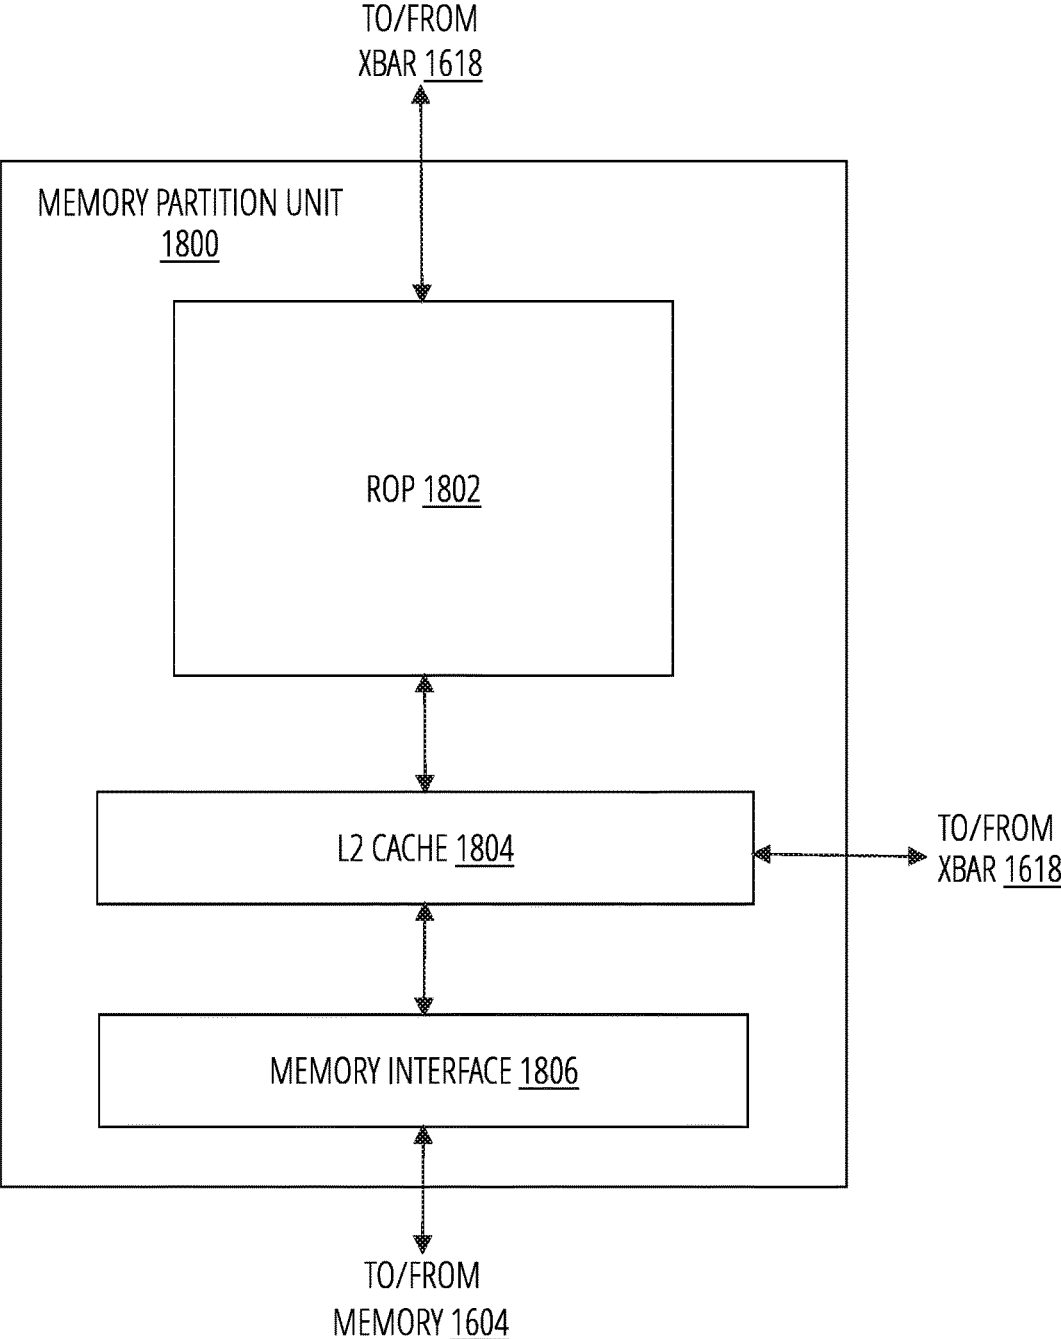 TO/FROM
XBAR 1618
MEMORY PARTITION UNIT
1800
ROP 1802
L2 CACHE 1804
TO/FROM
XBAR 1618
MEMORY INTERFACE 1806
TO/FROM
MEMORY 1604